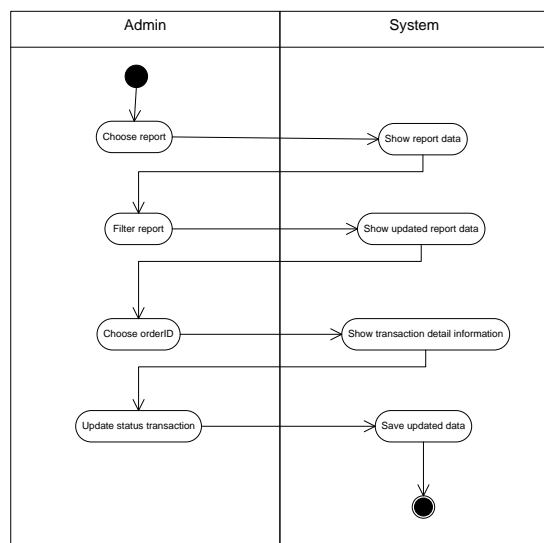 Admin
System
Choose report
Show report data
Filter report
Show updated report data
Choose orderID
Show transaction detail information
Update status transaction
Save updated data